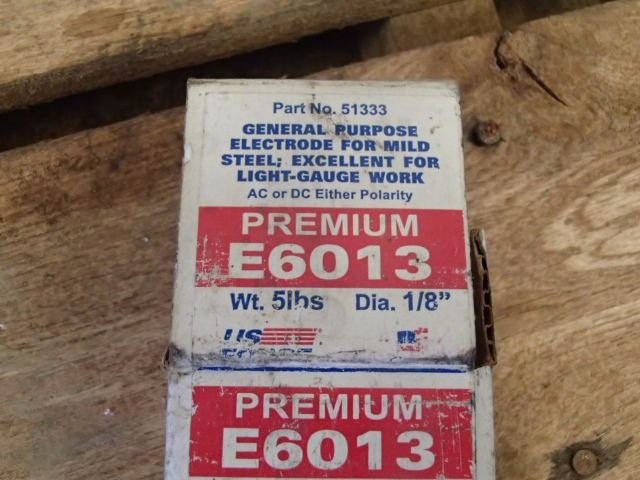 Part No. 51333
GENERAL PURPOSE
ELECTRODE FOR MILD
STEEL; EXCELLENT FOR
LIGHT-GAUGE WORK
AC or DC Either Polarity
PREMIUM
E6013
Wt. 5lbs Dia. 1/8”
US
PREMIUM
E6013